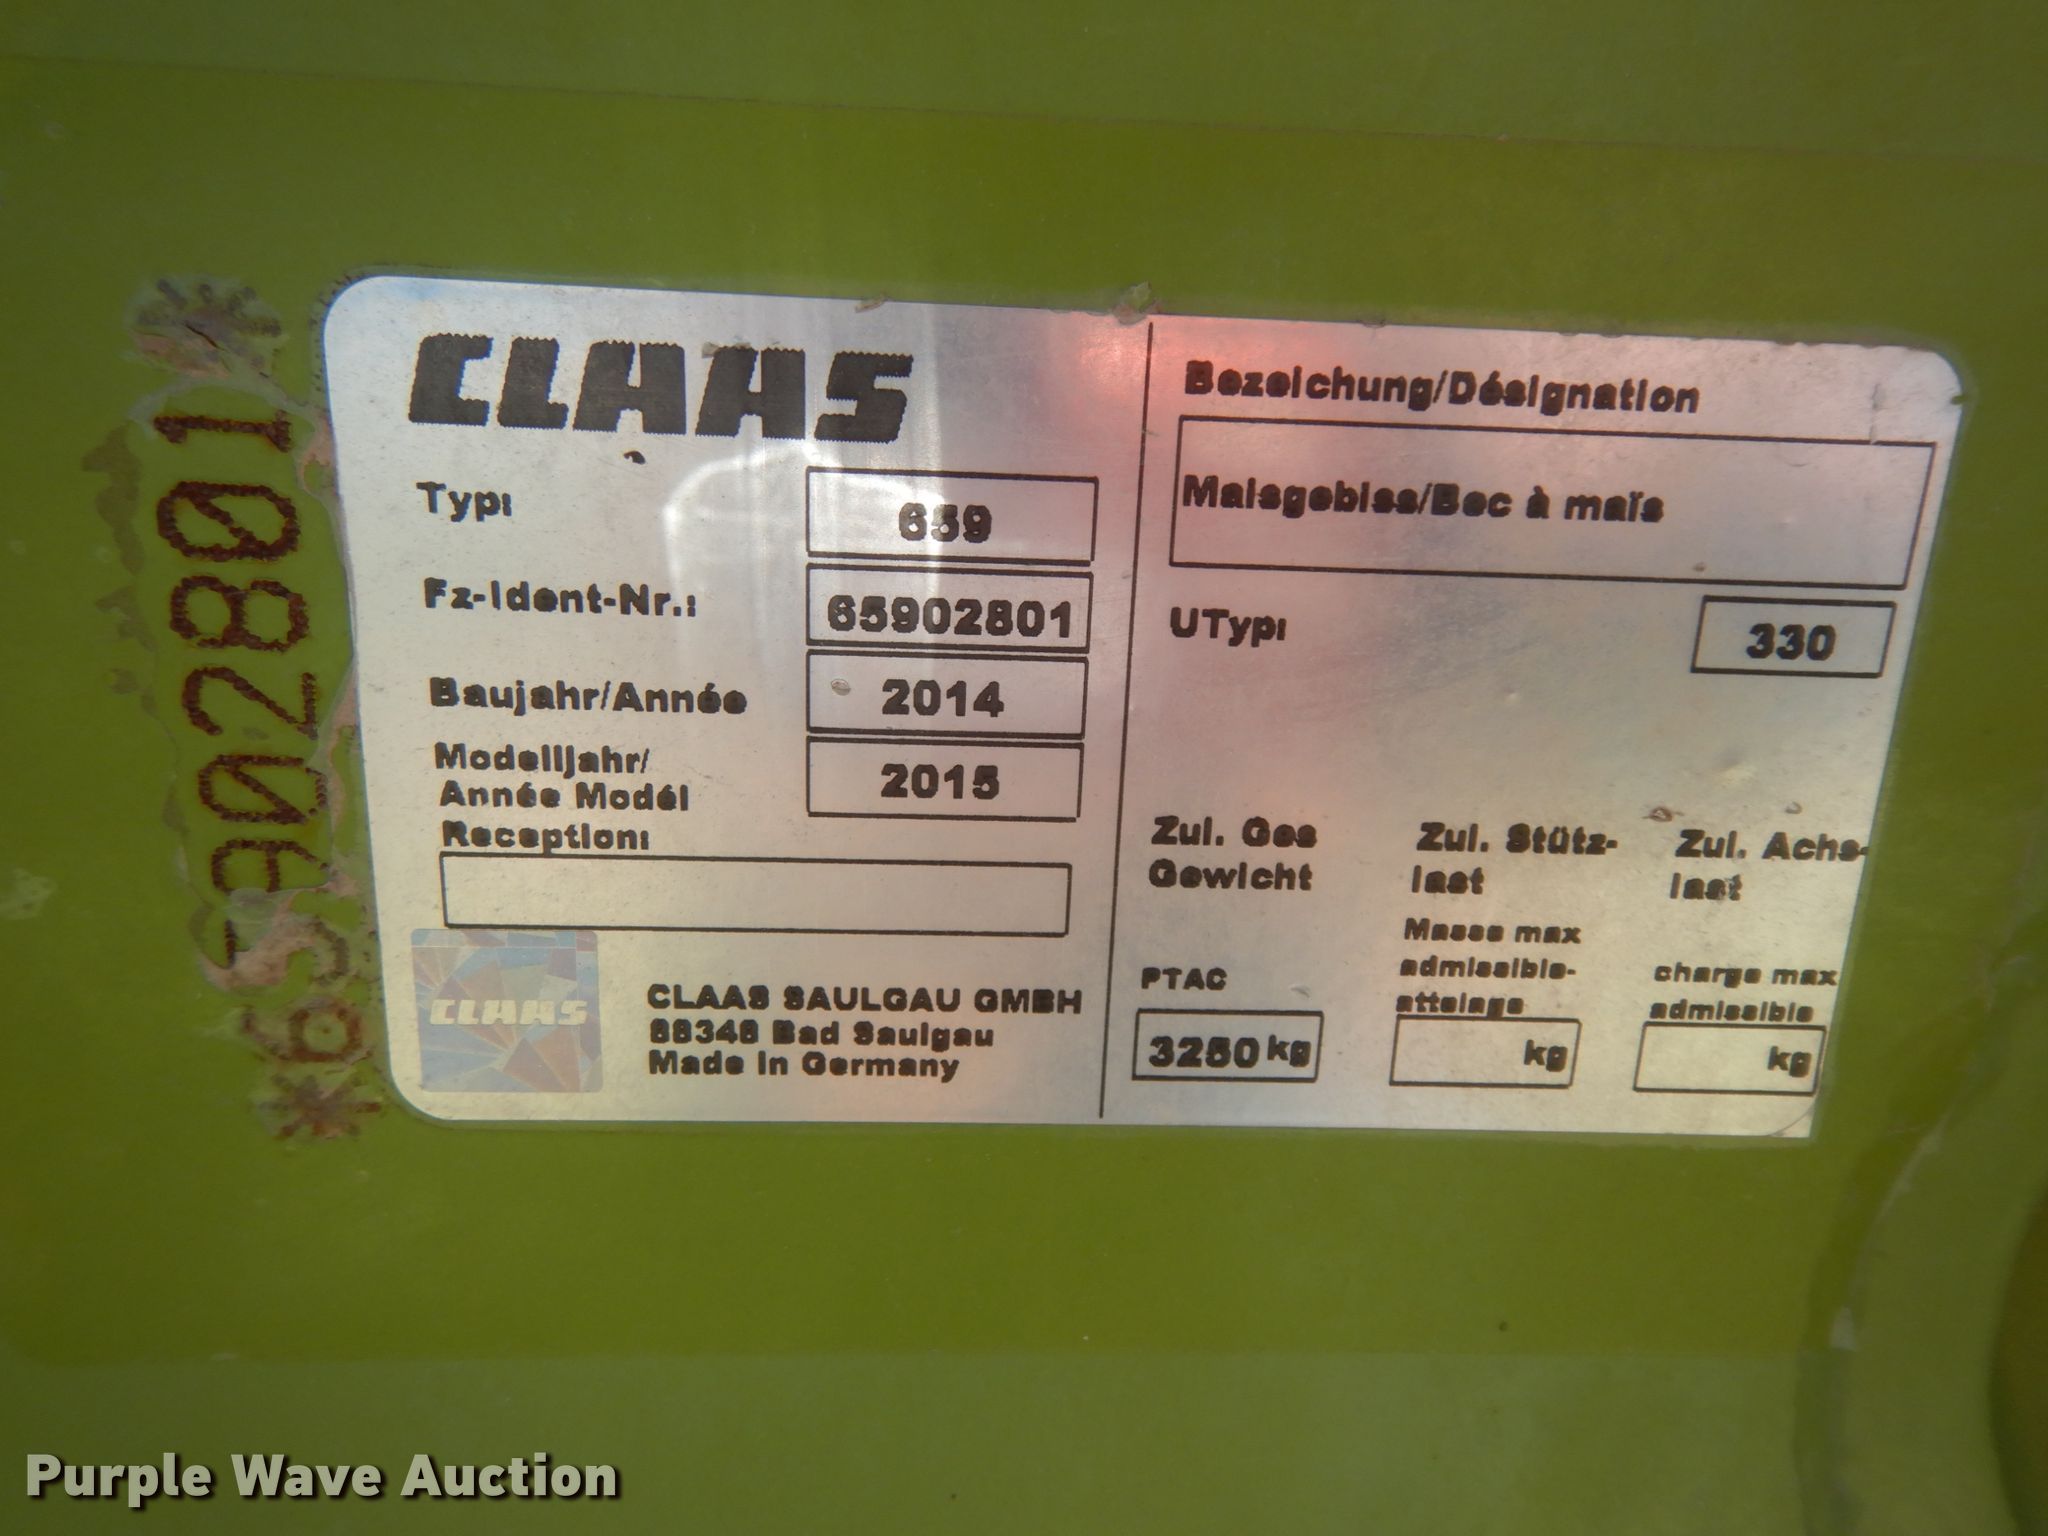 *65902801*
CLAAS
Typ: 659
Fz-Ident-Nr.: 65902801
Baujahr/Année 2014
Modelljahr/
Année Modél 2015
Reception:
CLAAS
CLAAS SAULGAU GMBH
88348 Bad Saulgau
Made in Germany
Bezeichung/Désignation
Maisgebiss/Bec à maïs
UTyp: 330
Zul. Ges
Gewicht
PTAC
3250 kg
Zul. Stütz-
last
Masse max
admissible-
attelage
kg
Zul. Achs-
last
charge max
admissible
kg
Purple Wave Auction